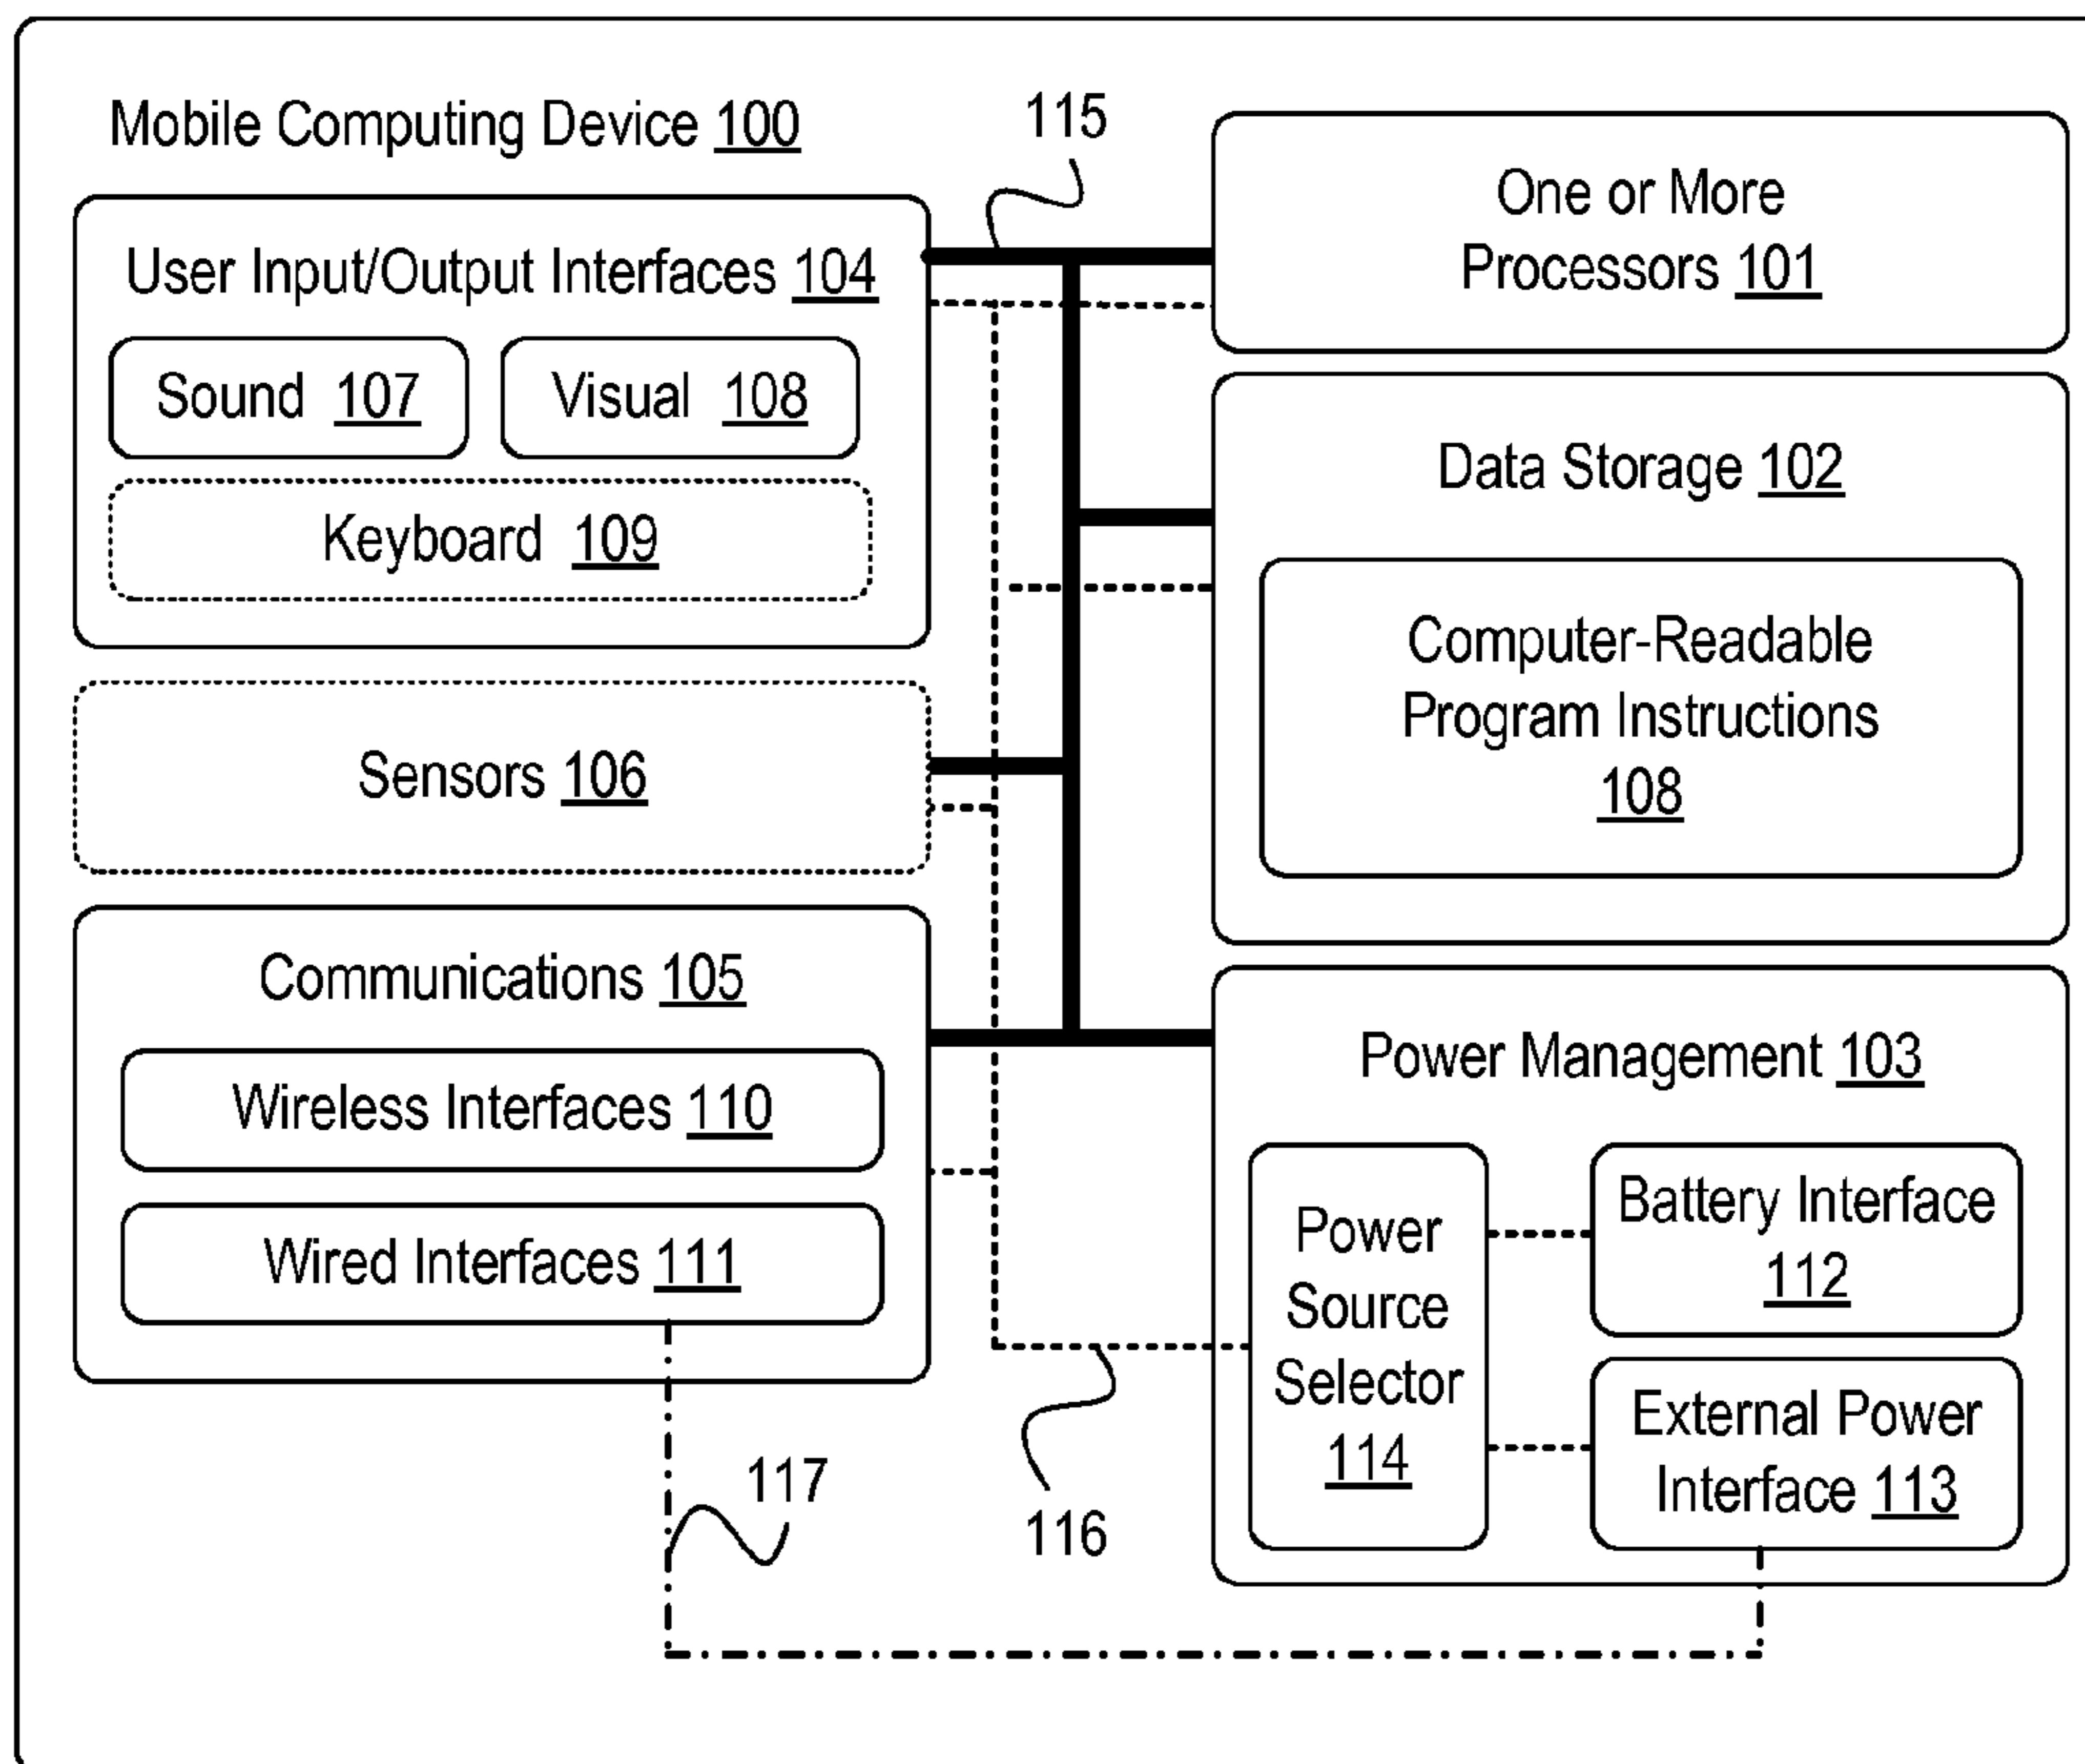 Mobile Computing Device 100
115
User Input/Output Interfaces 104
Sound 107
Visual 108
Keyboard 109
Sensors 106
Communications 105
Wireless Interfaces 110
Wired Interfaces 111
One or More
Processors 101
Data Storage 102
Computer-Readable
Program Instructions
108
Power Management 103
Power
Source
Selector
114
Battery Interface
112
External Power
Interface 113
117
116